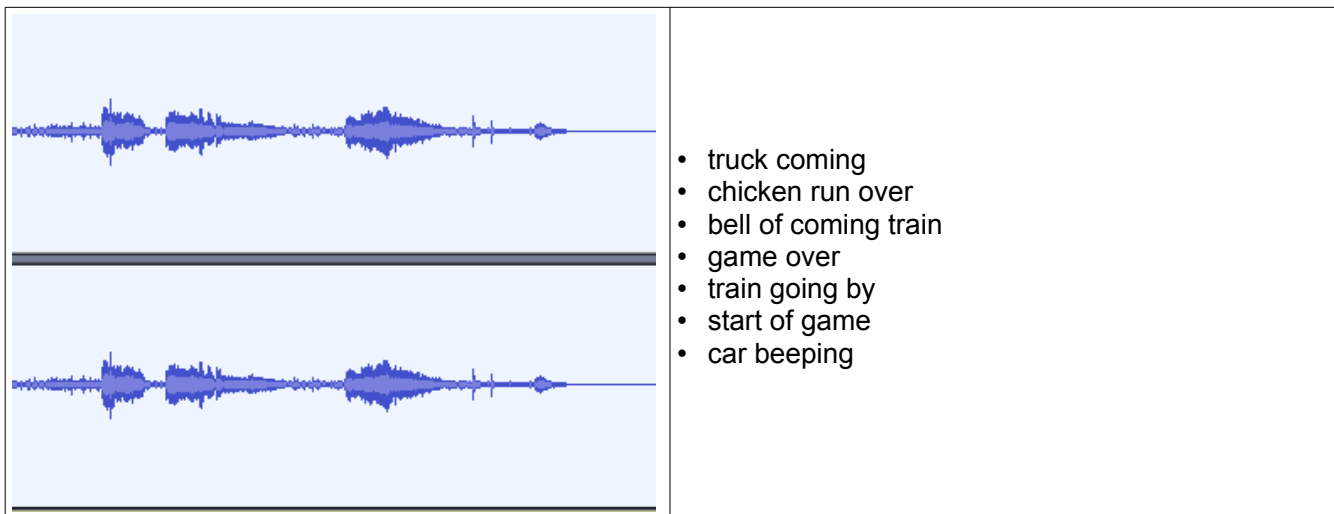 • truck coming
• chicken run over
• bell of coming train
• game over
• train going by
• start of game
• car beeping